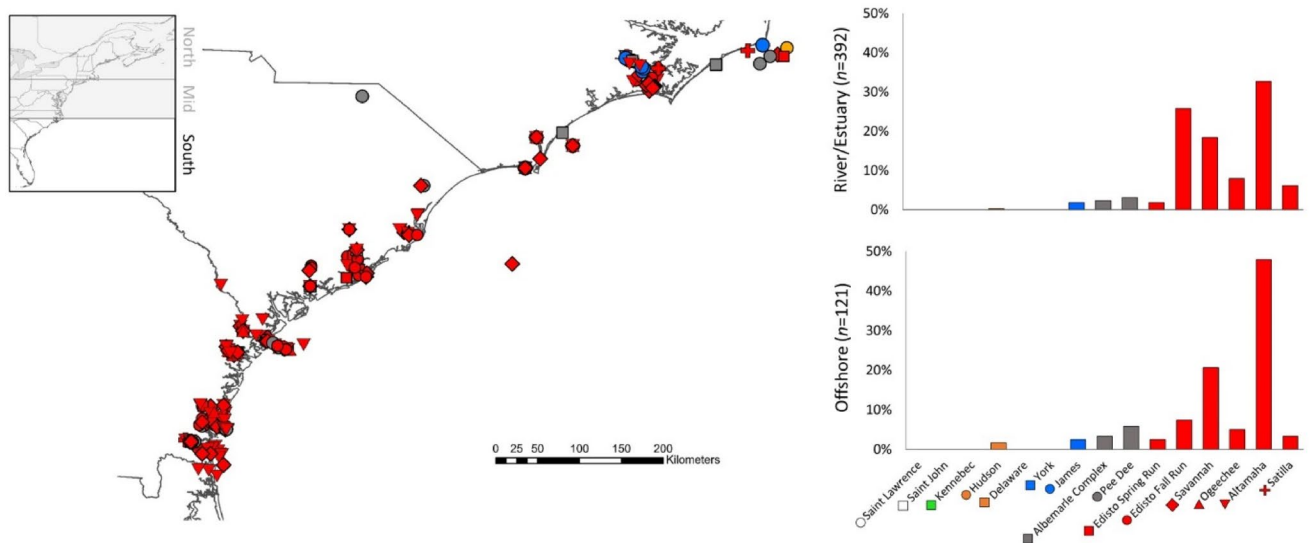 North
Mid
South
0 25 50 100 150 200
Kilometers
River/Estuary (n=392)
50%
40%
30%
20%
10%
0%
Offshore (n=121)
50%
40%
30%
20%
10%
0%
Saint Lawrence
Saint John
Kennebec
Hudson
Delaware
York
James
Albemarle Complex
Pee Dee
Edisto Spring Run
Edisto Fall Run
Savannah
Ogeechee
Altamaha
Satilla